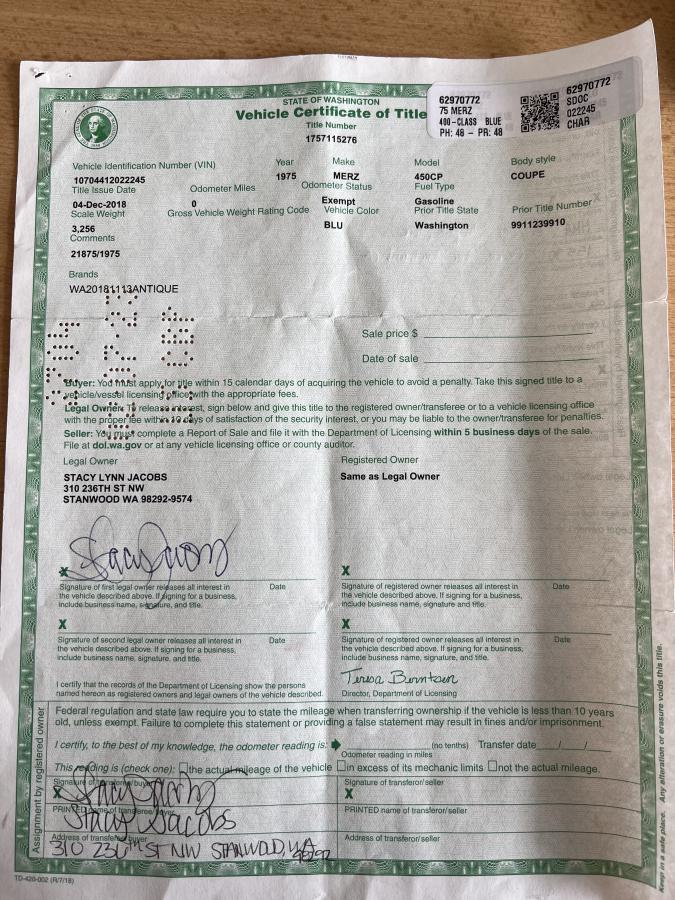 STATE OF WASHINGTON
Vehicle Certificate of Title
Title Number
1757115276
62970772
75 MERZ
400-CLASS BLUE
PH: 48 - PR: 48
62970772
SDOC
022245
CHAR
Vehicle Identification Number (VIN) Year Make Model Body style
10704412022245 1975 MERZ 450CP COUPE
Title Issue Date Odometer Miles Odometer Status Fuel Type
04-Dec-2018 0 Exempt Gasoline
Scale Weight Gross Vehicle Weight Rating Code Vehicle Color Prior Title State Prior Title Number
3,256 BLU Washington 9911239910
Comments
21875/1975
Brands
WA20181113ANTIQUE
Sale price $
Date of sale
Buyer: You must apply for title within 15 calendar days of acquiring the vehicle to avoid a penalty. Take this signed title to a
vehicle/vessel licensing office with the appropriate fees.
Legal Owner: To release interest, sign below and give this title to the registered owner/transferee or to a vehicle licensing office
with the proper fee within 10 days of satisfaction of the security interest, or you may be liable to the owner/transferee for penalties.
Seller: You must complete a Report of Sale and file it with the Department of Licensing within 5 business days of the sale.
File at dol.wa.gov or at any vehicle licensing office or county auditor.
Legal Owner Registered Owner
STACY LYNN JACOBS Same as Legal Owner
310 236TH ST NW
STANWOOD WA 98292-9574
Stacy Jacobs
X X
Signature of first legal owner releases all interest in Date Signature of registered owner releases all interest in Date
the vehicle described above. If signing for a business, the vehicle described above. If signing for a business,
include business name, signature, and title. include business name, signature and title.
X X
Signature of second legal owner releases all interest in Date Signature of registered owner releases all interest in Date
the vehicle described above. If signing for a business, the vehicle described above. If signing for a business,
include business name, signature, and title. include business name, signature, and title.
Teresa Berntsen
I certify that the records of the Department of Licensing show the persons
named hereon as registered owners and legal owners of the vehicle described. Director, Department of Licensing
Assignment by registered owner
Federal regulation and state law require you to state the mileage when transferring ownership if the vehicle is less than 10 years
old, unless exempt. Failure to complete this statement or providing a false statement may result in fines and/or imprisonment.
I certify, to the best of my knowledge, the odometer reading is: (no tenths) Transfer date / /
Odometer reading in miles
This reading is (check one): the actual mileage of the vehicle in excess of its mechanic limits not the actual mileage.
Signature of transferee/buyer Signature of transferor/seller
X Stacy Jacobs X
PRINTED name of transferee/buyer PRINTED name of transferor/seller
Stacy Jacobs
Address of transferee/buyer Address of transferor/seller
310 236TH ST NW STANWOOD, WA
98292
TD-420-002 (R/7/18)
Keep in a safe place. Any alteration or erasure voids this title.